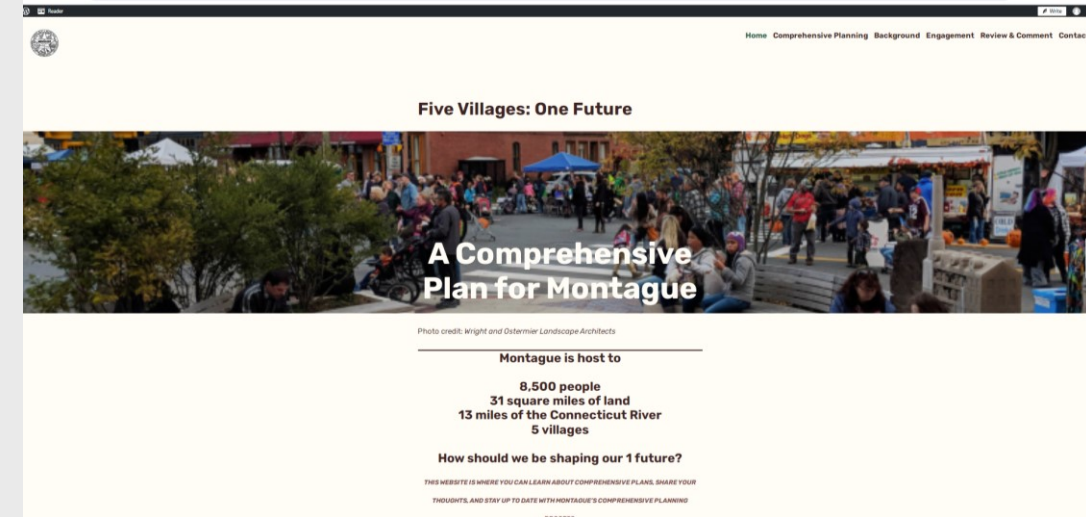 Reader
Write
Home Comprehensive Planning Background Engagement Review & Comment Contac
Five Villages: One Future
A Comprehensive
Plan for Montague
Photo credit: Wright and Ostermier Landscape Architects
Montague is host to
8,500 people
31 square miles of land
13 miles of the Connecticut River
5 villages
How should we be shaping our 1 future?
THIS WEBSITE IS WHERE YOU CAN LEARN ABOUT COMPREHENSIVE PLANS, SHARE YOUR
THOUGHTS, AND STAY UP TO DATE WITH MONTAGUE'S COMPREHENSIVE PLANNING